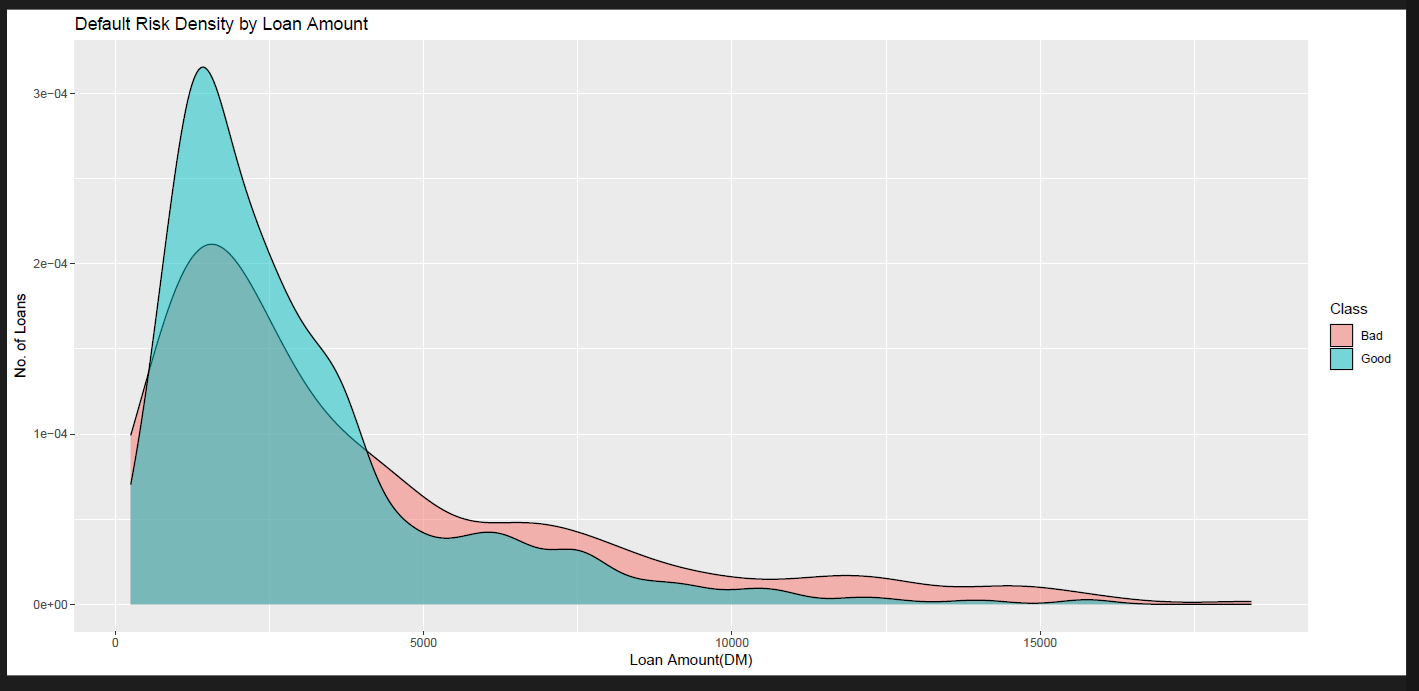 Default Risk Density by Loan Amount
3e−04
2e−04
1e−04
0e+00
No. of Loans
0
5000
10000
15000
Loan Amount(DM)
Class
Bad
Good